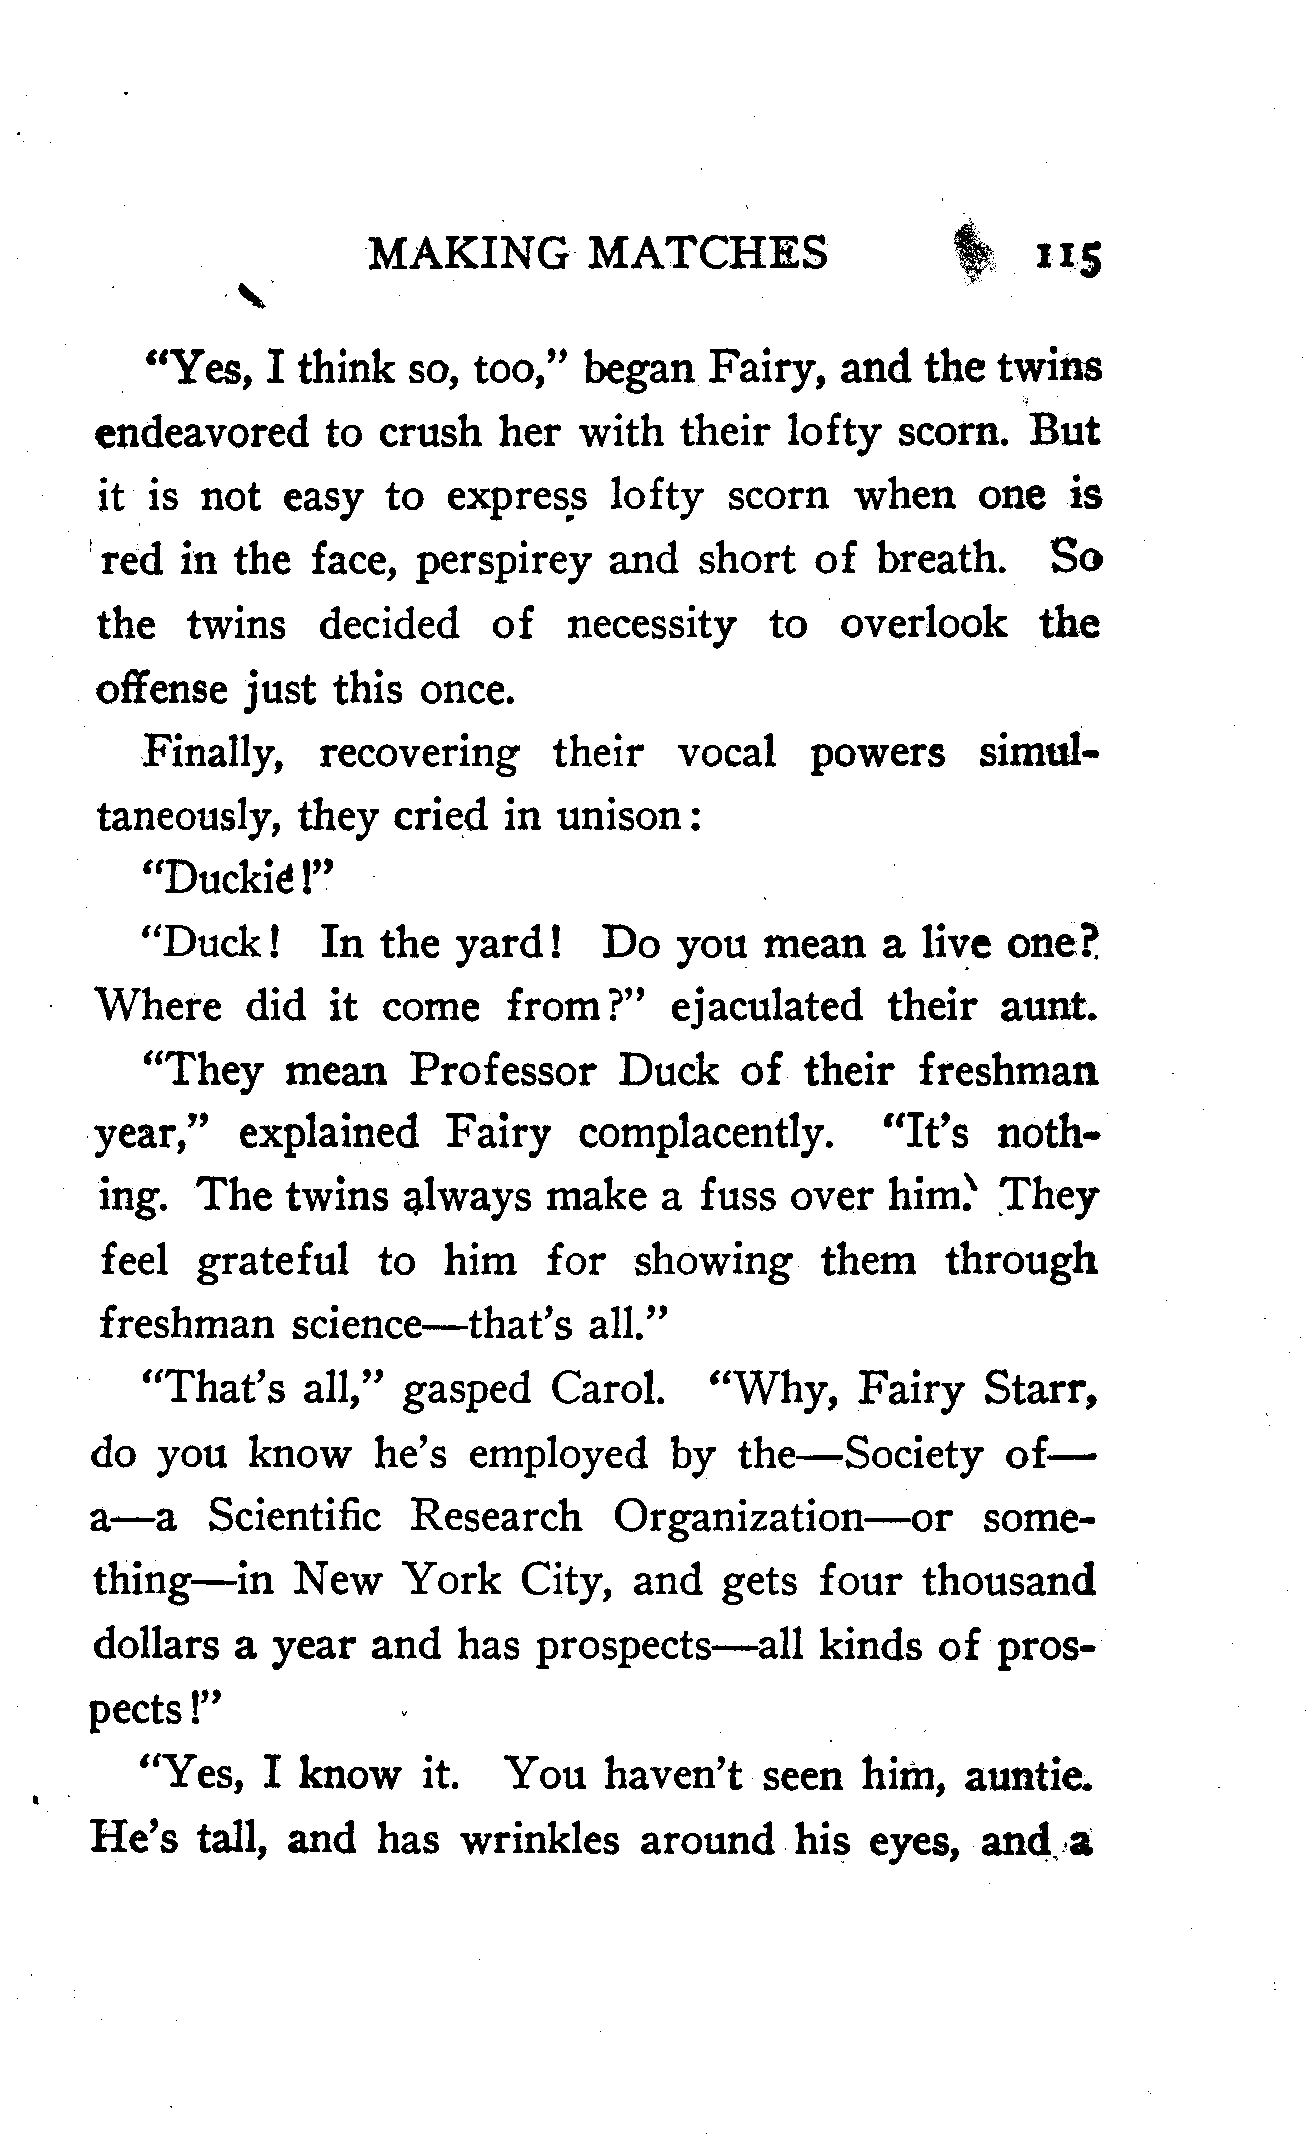 MAKING MATCHES 115
“Yes, I think so, too,” began Fairy, and the twins
endeavored to crush her with their lofty scorn. But
it is not easy to express lofty scorn when one is
red in the face, perspirey and short of breath. So
the twins decided of necessity to overlook the
offense just this once.
Finally, recovering their vocal powers simul-
taneously, they cried in unison:
“Duckie!”
“Duck! In the yard! Do you mean a live one?
Where did it come from?” ejaculated their aunt.
“They mean Professor Duck of their freshman
year,” explained Fairy complacently. “It’s noth-
ing. The twins always make a fuss over him. They
feel grateful to him for showing them through
freshman science—that’s all.”
“That’s all,” gasped Carol. “Why, Fairy Starr,
do you know he’s employed by the—Society of—
a—a Scientific Research Organization—or some-
thing—in New York City, and gets four thousand
dollars a year and has prospects—all kinds of pros-
pects!”
“Yes, I know it. You haven’t seen him, auntie.
He’s tall, and has wrinkles around his eyes, and a